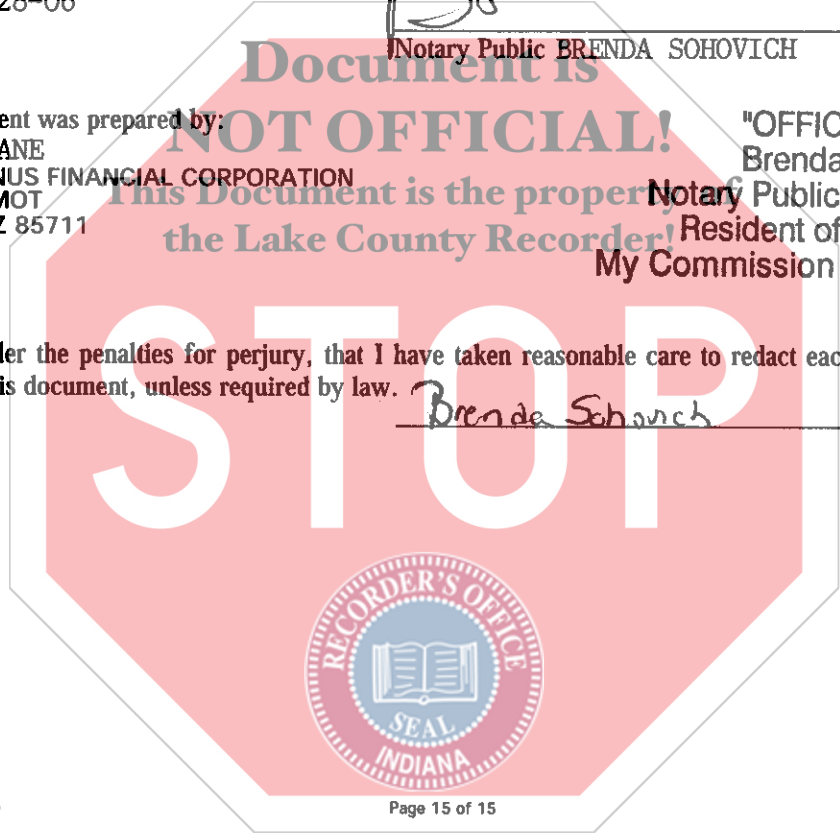 28-06
Notary Public BRENDA SOHOVICH
Document is
NOT OFFICIAL!
This Document is the property of
the Lake County Recorder!
ent was prepared by:
ANE
NUS FINANCIAL CORPORATION
MOT
Z 85711
"OFFIC
Brenda
Notary Public
Resident of
My Commission
ler the penalties for perjury, that I have taken reasonable care to redact eac
is document, unless required by law.
Brenda Sohovich
STOP
RECORDER'S OFFICE
SEAL
INDIANA
Page 15 of 15